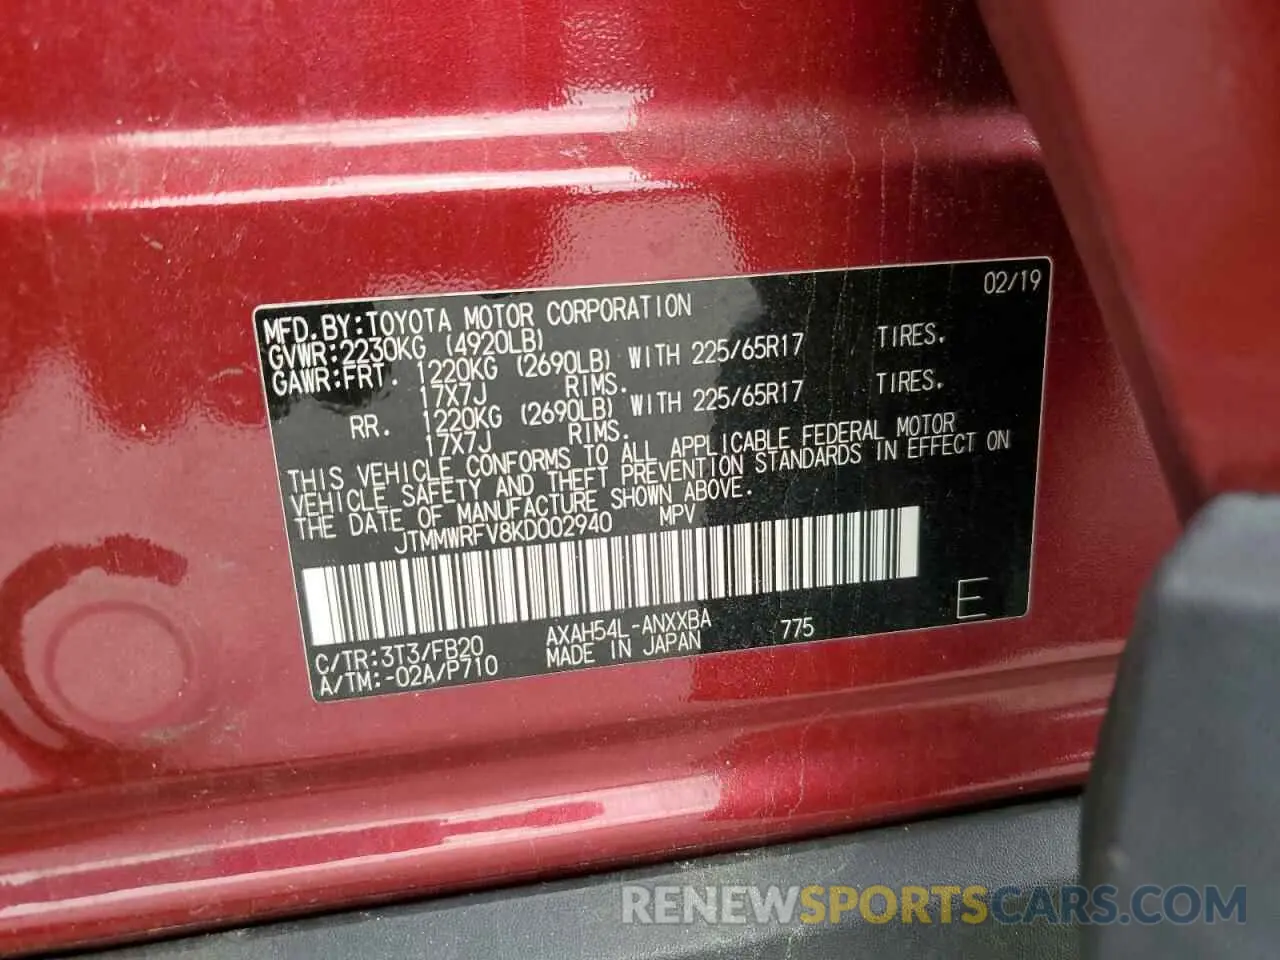 02/19
MFD.BY:TOYOTA MOTOR CORPORATION
GVWR:2230KG (4920LB)
GAWR:FRT. 1220KG (2690LB) WITH 225/65R17 TIRES.
17X7J RIMS.
RR. 1220KG (2690LB) WITH 225/65R17 TIRES.
17X7J RIMS.
THIS VEHICLE CONFORMS TO ALL APPLICABLE FEDERAL MOTOR
VEHICLE SAFETY AND THEFT PREVENTION STANDARDS IN EFFECT ON
THE DATE OF MANUFACTURE SHOWN ABOVE.
JTMMWRFV8KD002940 MPV
C/TR:3T3/FB20 AXAH54L-ANXXBA 775 E
A/TM:-02A/P710 MADE IN JAPAN
RENEWSPORTSCARS.COM